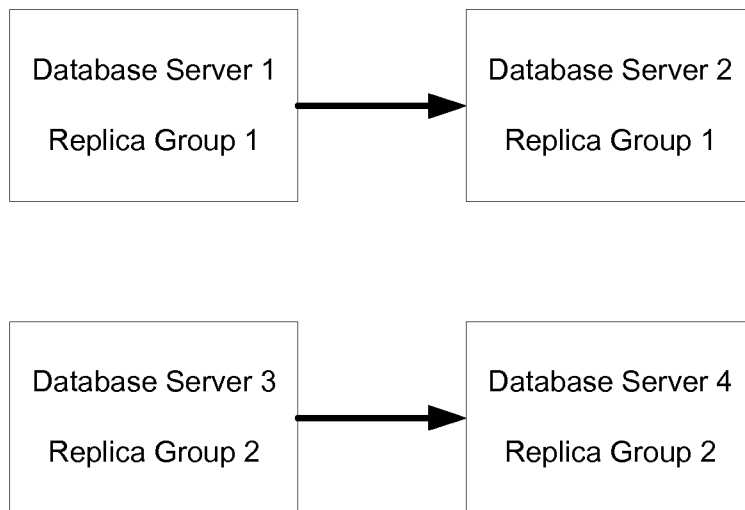 Database Server 1
Replica Group 1
Database Server 2
Replica Group 1
Database Server 3
Replica Group 2
Database Server 4
Replica Group 2